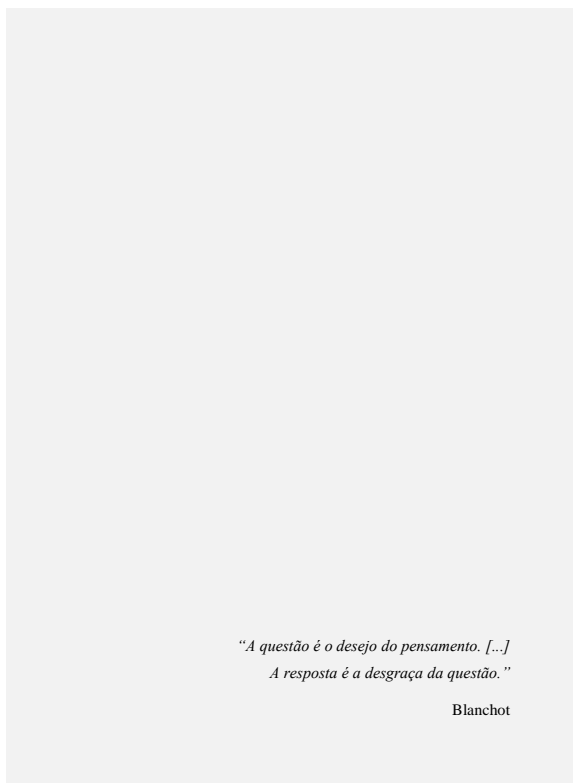 “A questão é o desejo do pensamento. [...]
A resposta é a desgraça da questão.”
Blanchot